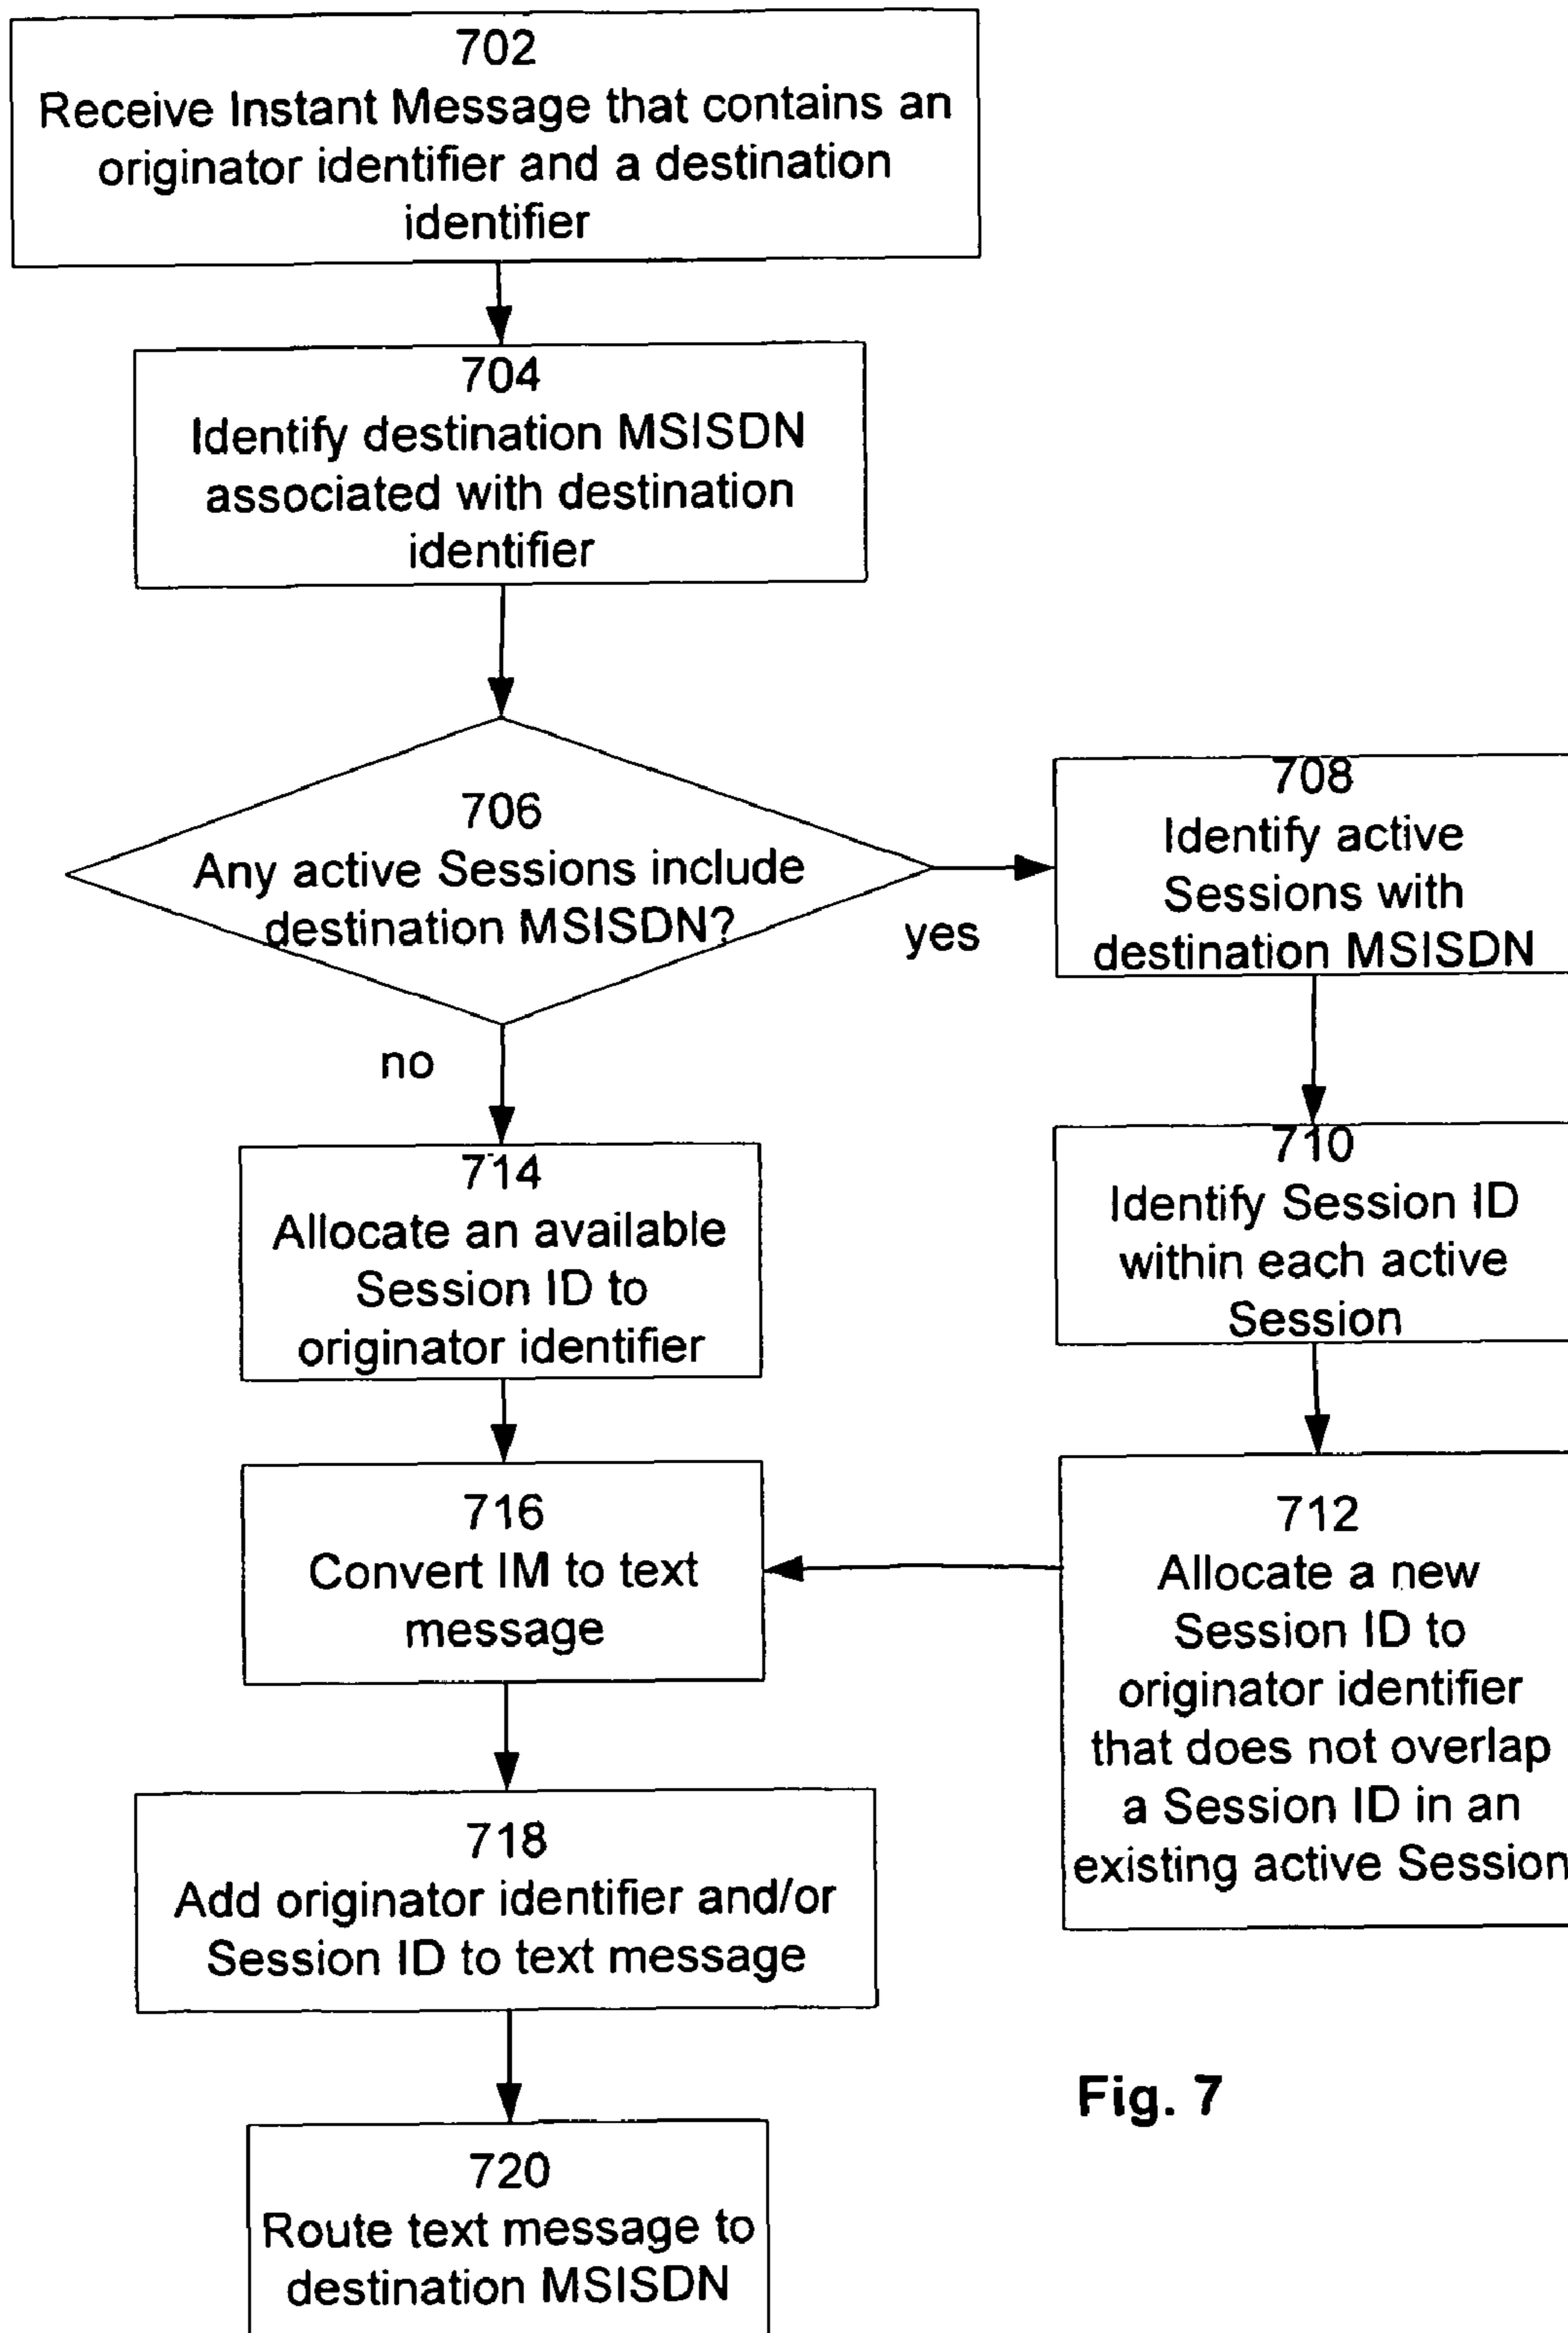 702
Receive Instant Message that contains an
originator identifier and a destination
identifier
704
Identify destination MSISDN
associated with destination
identifier
706
Any active Sessions include
destination MSISDN?
yes
no
708
Identify active
Sessions with
destination MSISDN
710
Identify Session ID
within each active
Session
712
Allocate a new
Session ID to
originator identifier
that does not overlap
a Session ID in an
existing active Session
714
Allocate an available
Session ID to
originator identifier
716
Convert IM to text
message
718
Add originator identifier and/or
Session ID to text message
720
Route text message to
destination MSISDN
Fig. 7